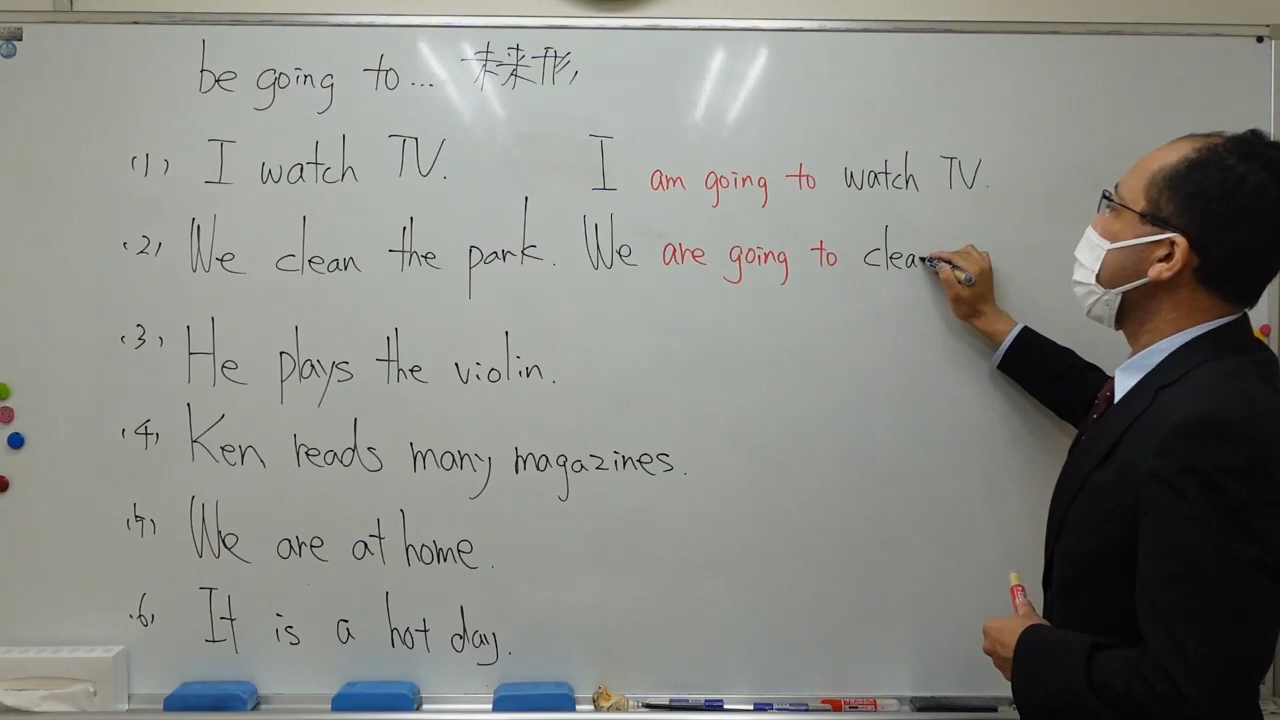 be going to... 未来形
(1) I watch TV. I am going to watch TV.
(2) We clean the park. We are going to clea
(3) He plays the violin.
(4) Ken reads many magazines.
(5) We are at home.
(6) It is a hot day.